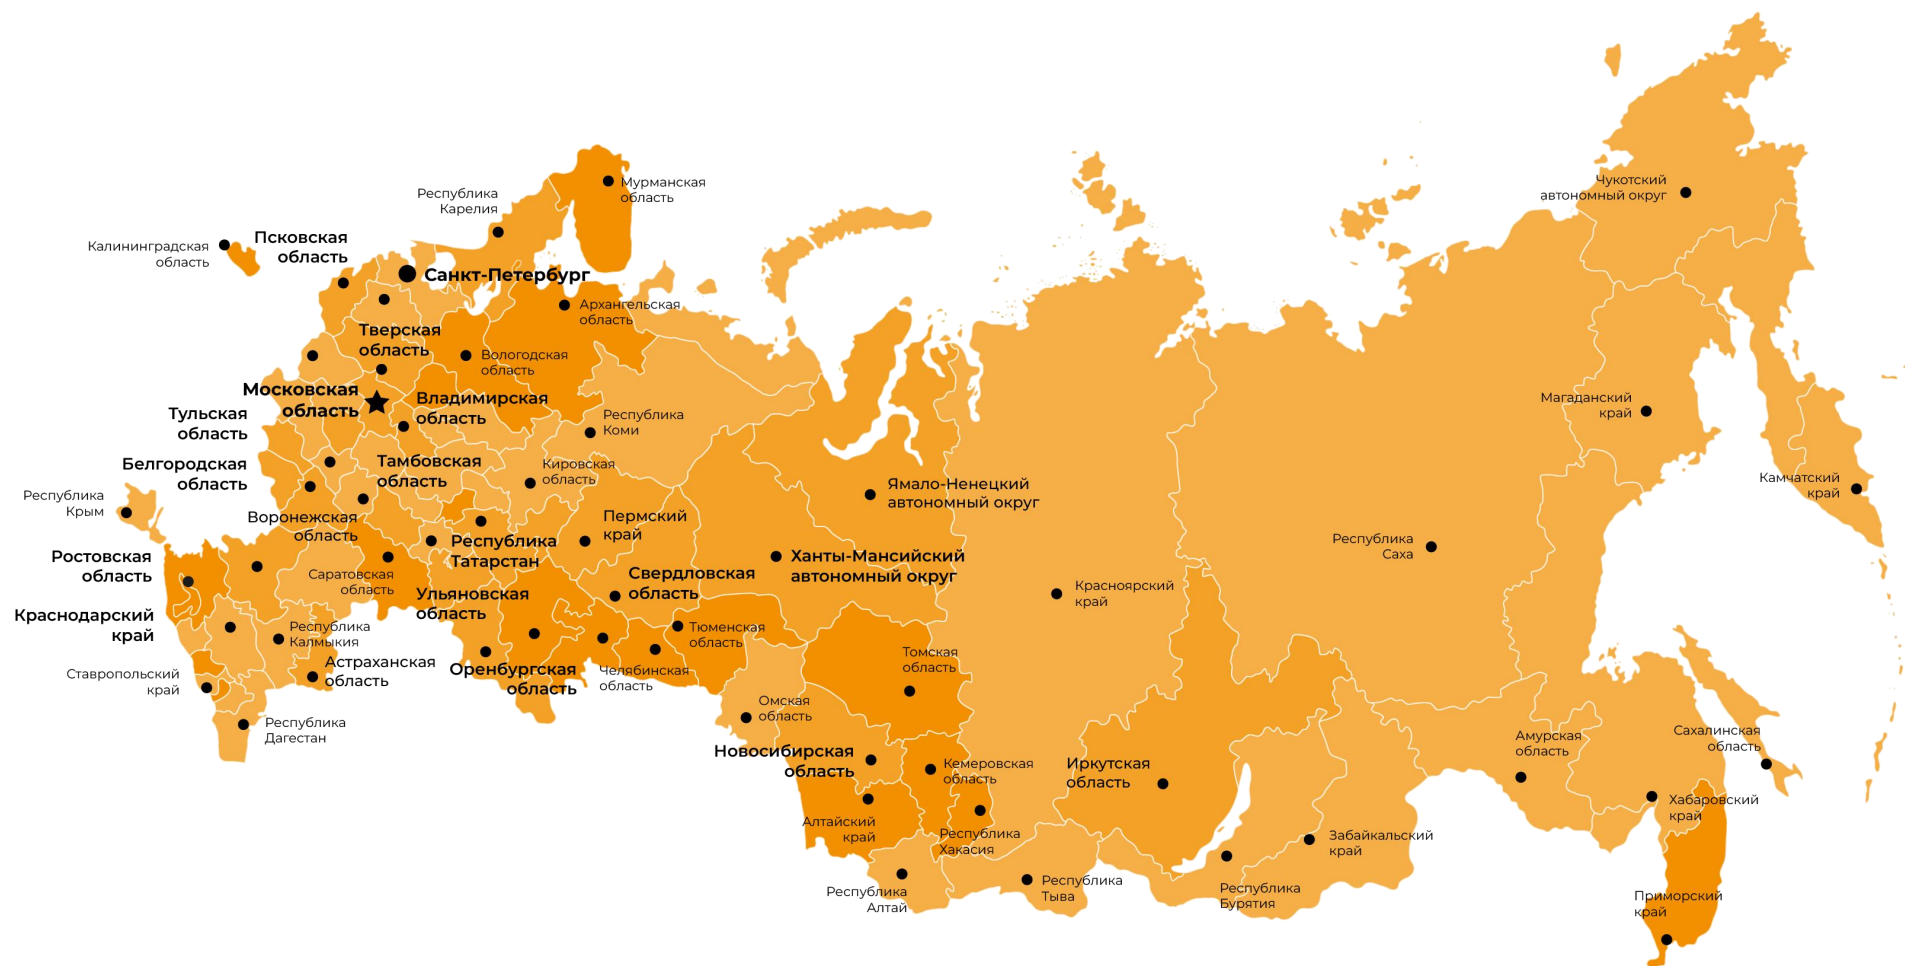 Чукотский
автономный округ
Мурманская
область
Республика
Карелия
Псковская
область
Калининградская
область
Санкт-Петербург
Архангельская
область
Тверская
область
Вологодская
область
Московская
область
Владимирская
область
Тульская
область
Республика
Коми
Магаданский
край
Тамбовская
область
Белгородская
область
Кировская
область
Камчатский
край
Ямало-Ненецкий
автономный округ
Республика
Крым
Воронежская
область
Пермский
край
Республика
Татарстан
Республика
Саха
Ханты-Мансийский
автономный округ
Ростовская
область
Саратовская
область
Свердловская
область
Красноярский
край
Ульяновская
область
Краснодарский
край
Республика
Калмыкия
Тюменская
область
Томская
область
Астраханская
область
Оренбургская
область
Челябинская
область
Ставропольский
край
Омская
область
Республика
Дагестан
Сахалинская
область
Амурская
область
Новосибирская
область
Кемеровская
область
Иркутская
область
Хабаровский
край
Алтайский
край
Республика
Хакасия
Забайкальский
край
Республика
Тыва
Республика
Алтай
Республика
Бурятия
Приморский
край